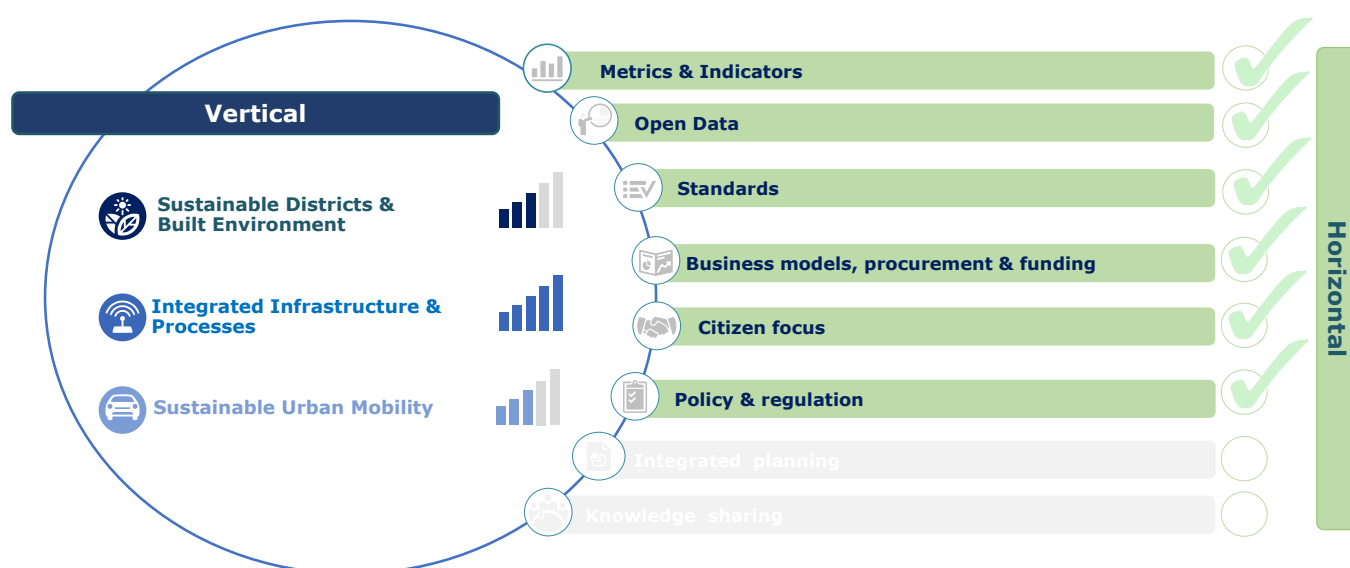 Vertical
Sustainable Districts &
Built Environment
Integrated Infrastructure &
Processes
Sustainable Urban Mobility
Metrics & Indicators
Open Data
Standards
Business models, procurement & funding
Citizen focus
Policy & regulation
Integrated planning
Knowledge sharing
Horizontal